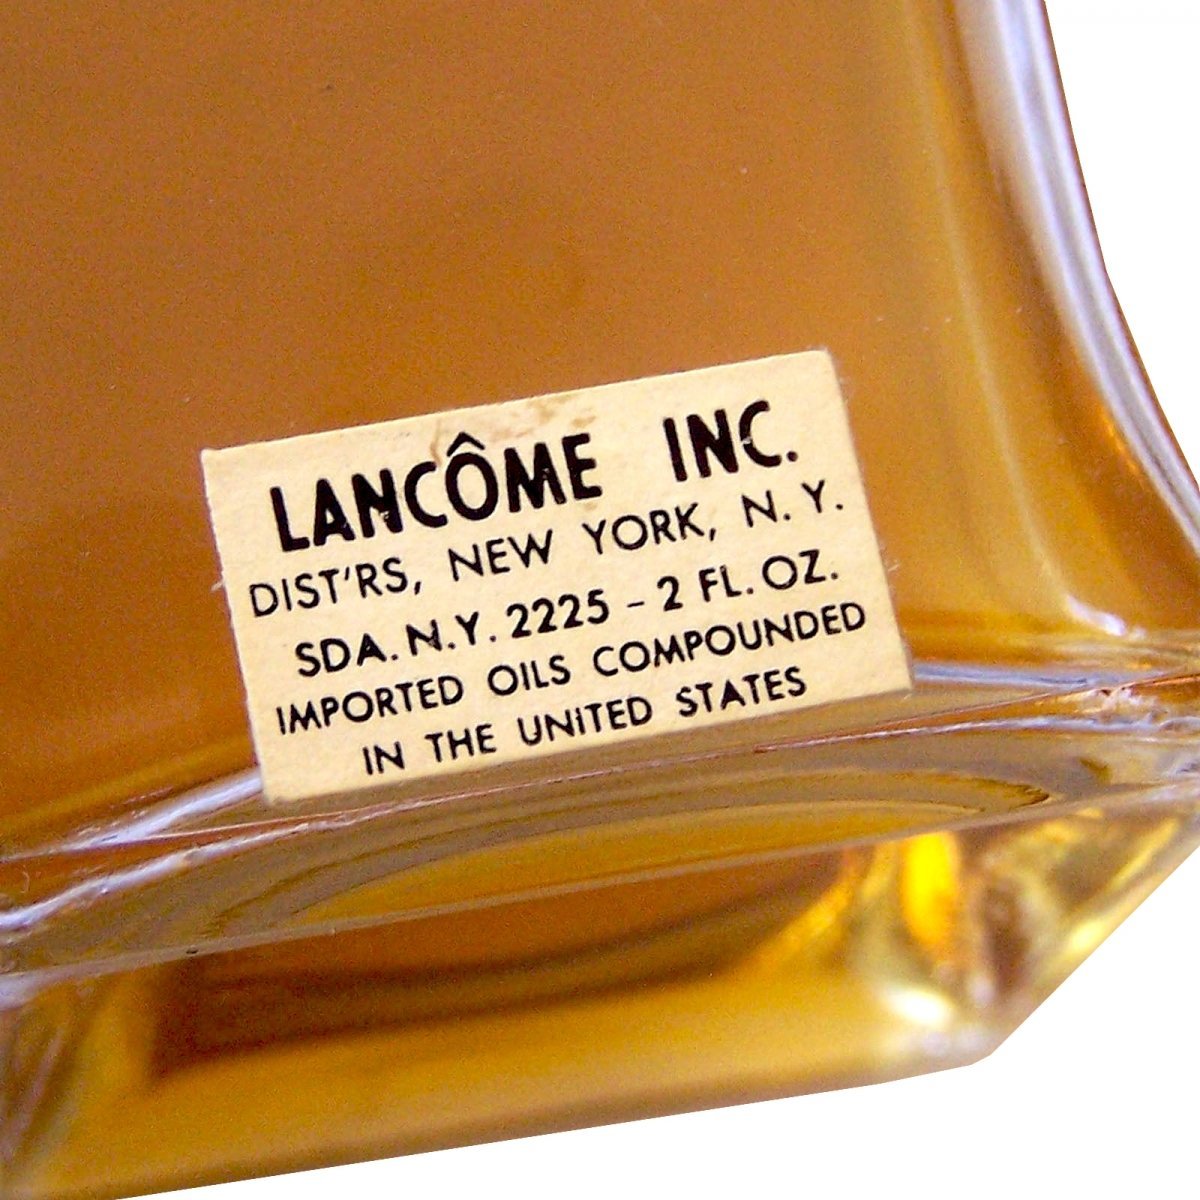 LANCÔME INC.
DIST'RS, NEW YORK, N.Y.
SDA. N.Y. 2225 - 2 FL. OZ.
IMPORTED OILS COMPOUNDED
IN THE UNITED STATES